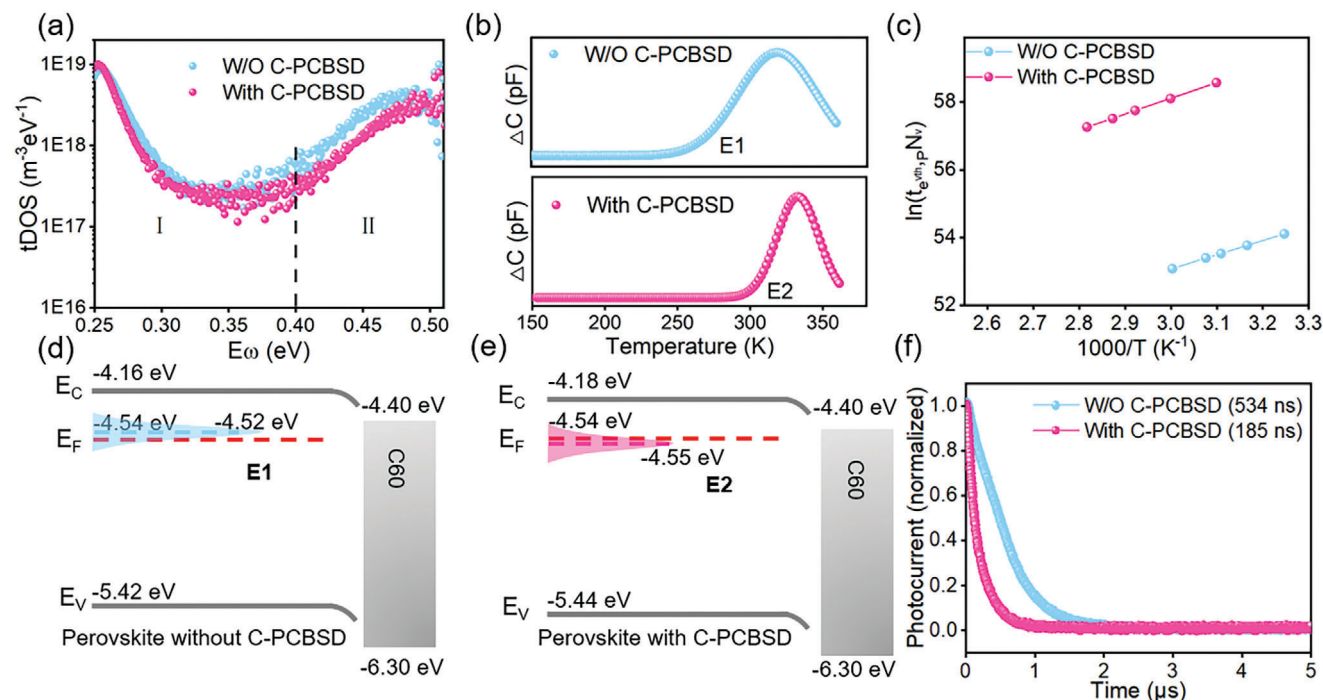 (a)
tDOS (m⁻³eV⁻¹)
1E19
1E18
1E17
1E16
W/O C-PCBSD
With C-PCBSD
I
II
0.25 0.30 0.35 0.40 0.45 0.50
Eω (eV)
(b)
△C (pF)
W/O C-PCBSD
E1
△C (pF)
With C-PCBSD
E2
150 200 250 300 350
Temperature (K)
(c)
58
56
54
52
W/O C-PCBSD
With C-PCBSD
2.6 2.7 2.8 2.9 3.0 3.1 3.2 3.3
1000/T (K⁻¹)
(d)
E_C
-4.16 eV
-4.40 eV
-4.54 eV
-4.52 eV
E_F
E1
C60
E_V
-5.42 eV
Perovskite without C-PCBSD
-6.30 eV
(e)
E_C
-4.18 eV
-4.40 eV
-4.54 eV
E_F
-4.55 eV
E2
C60
E_V
-5.44 eV
Perovskite with C-PCBSD
-6.30 eV
(f)
Photocurrent (normalized)
1.0
0.8
0.6
0.4
0.2
0.0
W/O C-PCBSD (534 ns)
With C-PCBSD (185 ns)
0 1 2 3 4 5
Time (µs)